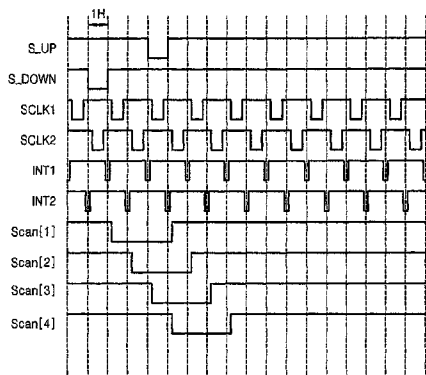 1H
S_UP
S_DOWN
SCLK1
SCLK2
INT1
INT2
Scan[1]
Scan[2]
Scan[3]
Scan[4]